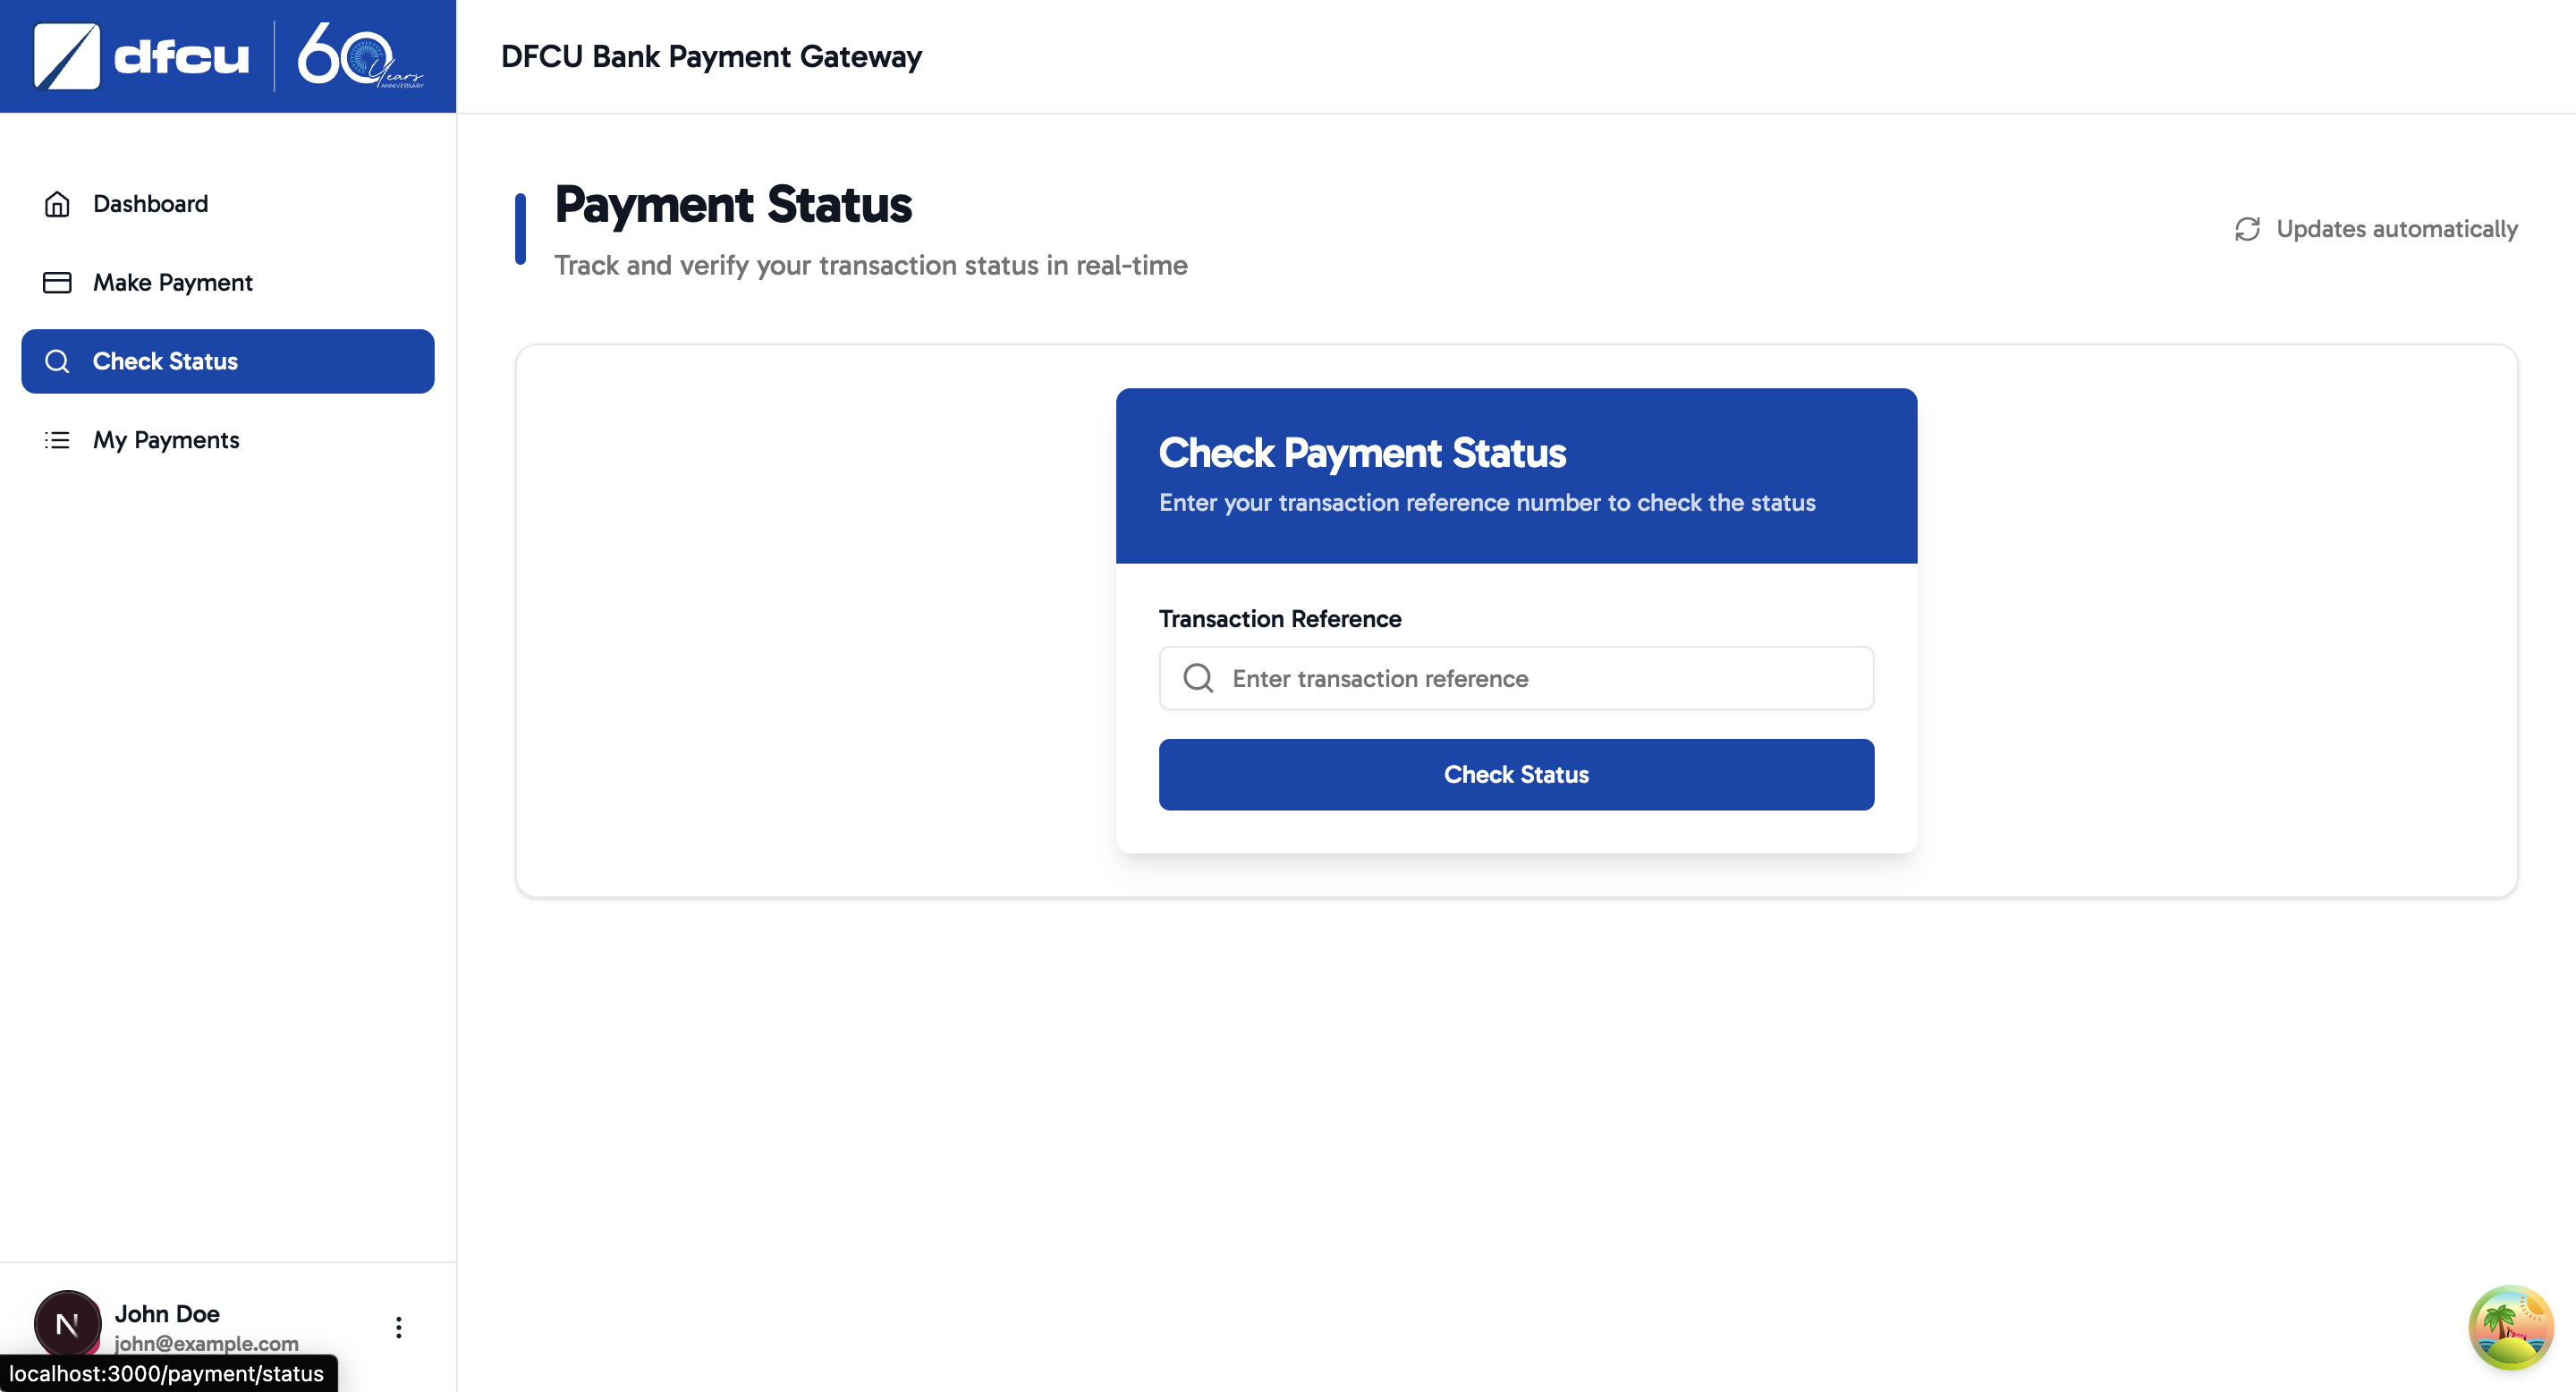 dfcu
60 Years
ANNIVERSARY
DFCU Bank Payment Gateway
Dashboard
Make Payment
Check Status
My Payments
Payment Status
Track and verify your transaction status in real-time
Updates automatically
Check Payment Status
Enter your transaction reference number to check the status
Transaction Reference
Enter transaction reference
Check Status
N
John Doe
john@example.com
localhost:3000/payment/status